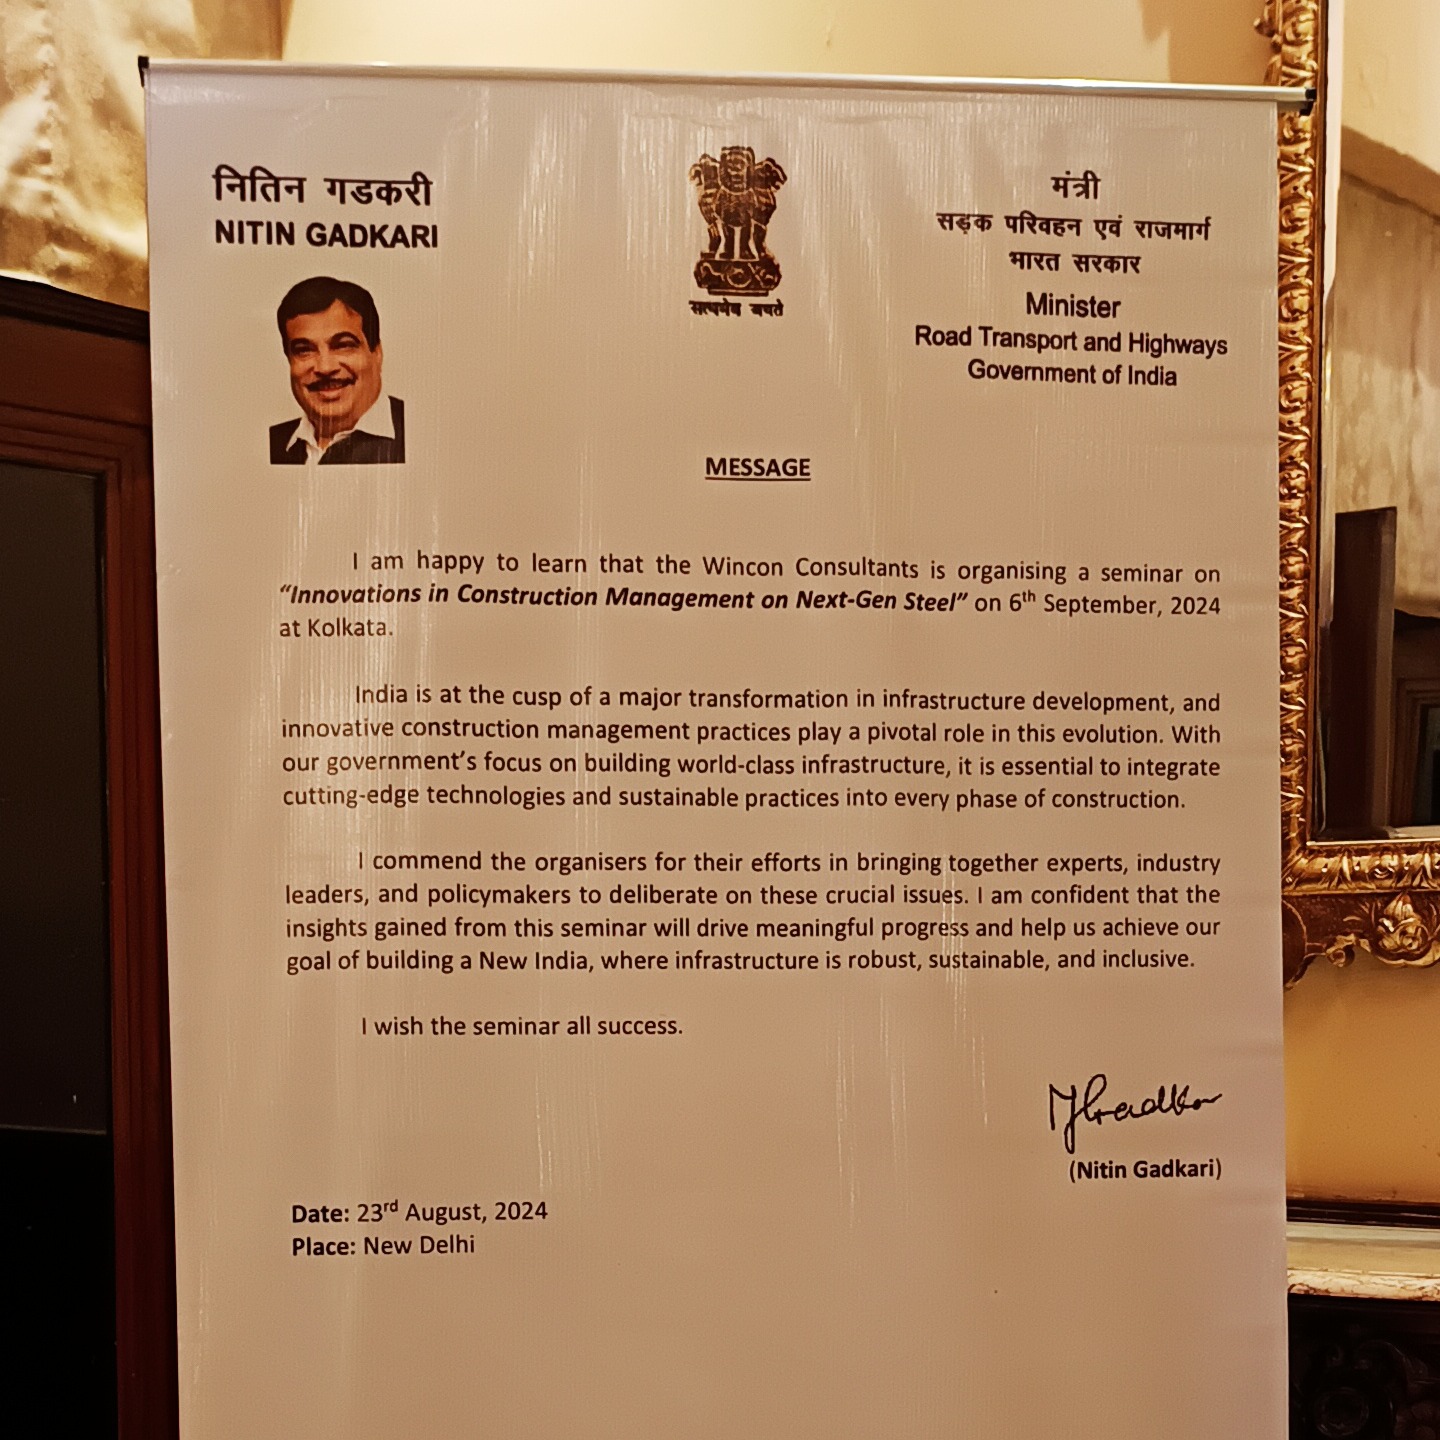 नितिन गडकरी
NITIN GADKARI
सत्यमेव जयते
मंत्री
सड़क परिवहन एवं राजमार्ग
भारत सरकार
Minister
Road Transport and Highways
Government of India
MESSAGE
I am happy to learn that the Wincon Consultants is organising a seminar on
“Innovations in Construction Management on Next-Gen Steel” on 6th September, 2024
at Kolkata.
India is at the cusp of a major transformation in infrastructure development, and
innovative construction management practices play a pivotal role in this evolution. With
our government’s focus on building world-class infrastructure, it is essential to integrate
cutting-edge technologies and sustainable practices into every phase of construction.
I commend the organisers for their efforts in bringing together experts, industry
leaders, and policymakers to deliberate on these crucial issues. I am confident that the
insights gained from this seminar will drive meaningful progress and help us achieve our
goal of building a New India, where infrastructure is robust, sustainable, and inclusive.
I wish the seminar all success.
(Nitin Gadkari)
Date: 23rd August, 2024
Place: New Delhi